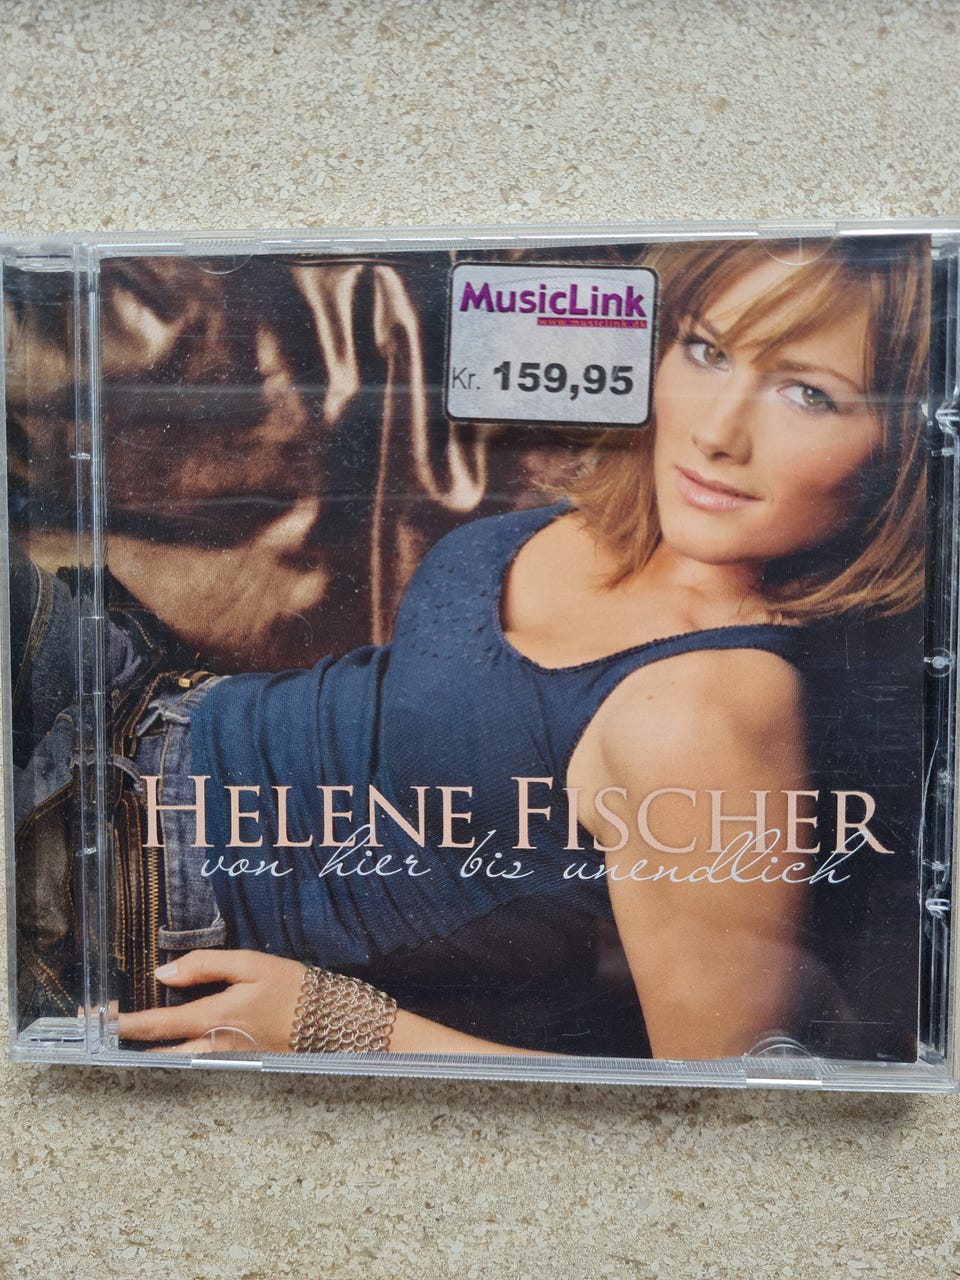 MusicLink
www.musiclink.dk
Kr. 159,95
HELENE FISCHER
von hier bis unendlich